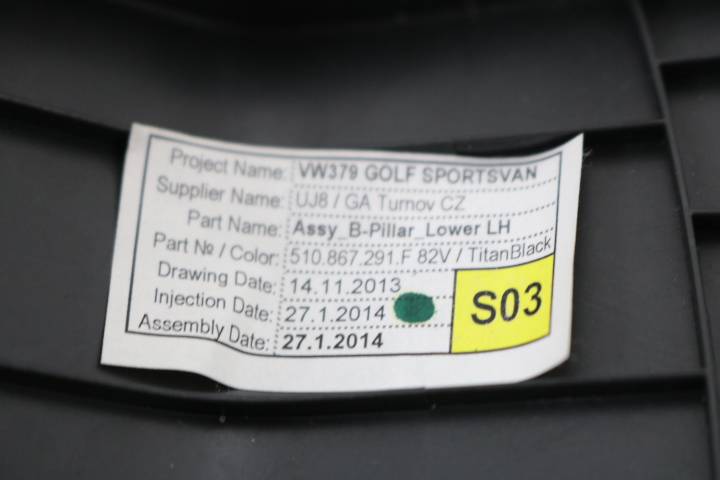 Project Name: VW379 GOLF SPORTSVAN
Supplier Name: UJ8 / GA Turnov CZ
Part Name: Assy_B-Pillar_Lower LH
Part № / Color: 510.867.291.F 82V / TitanBlack
Drawing Date: 14.11.2013
Injection Date: 27.1.2014
Assembly Date: 27.1.2014
S03